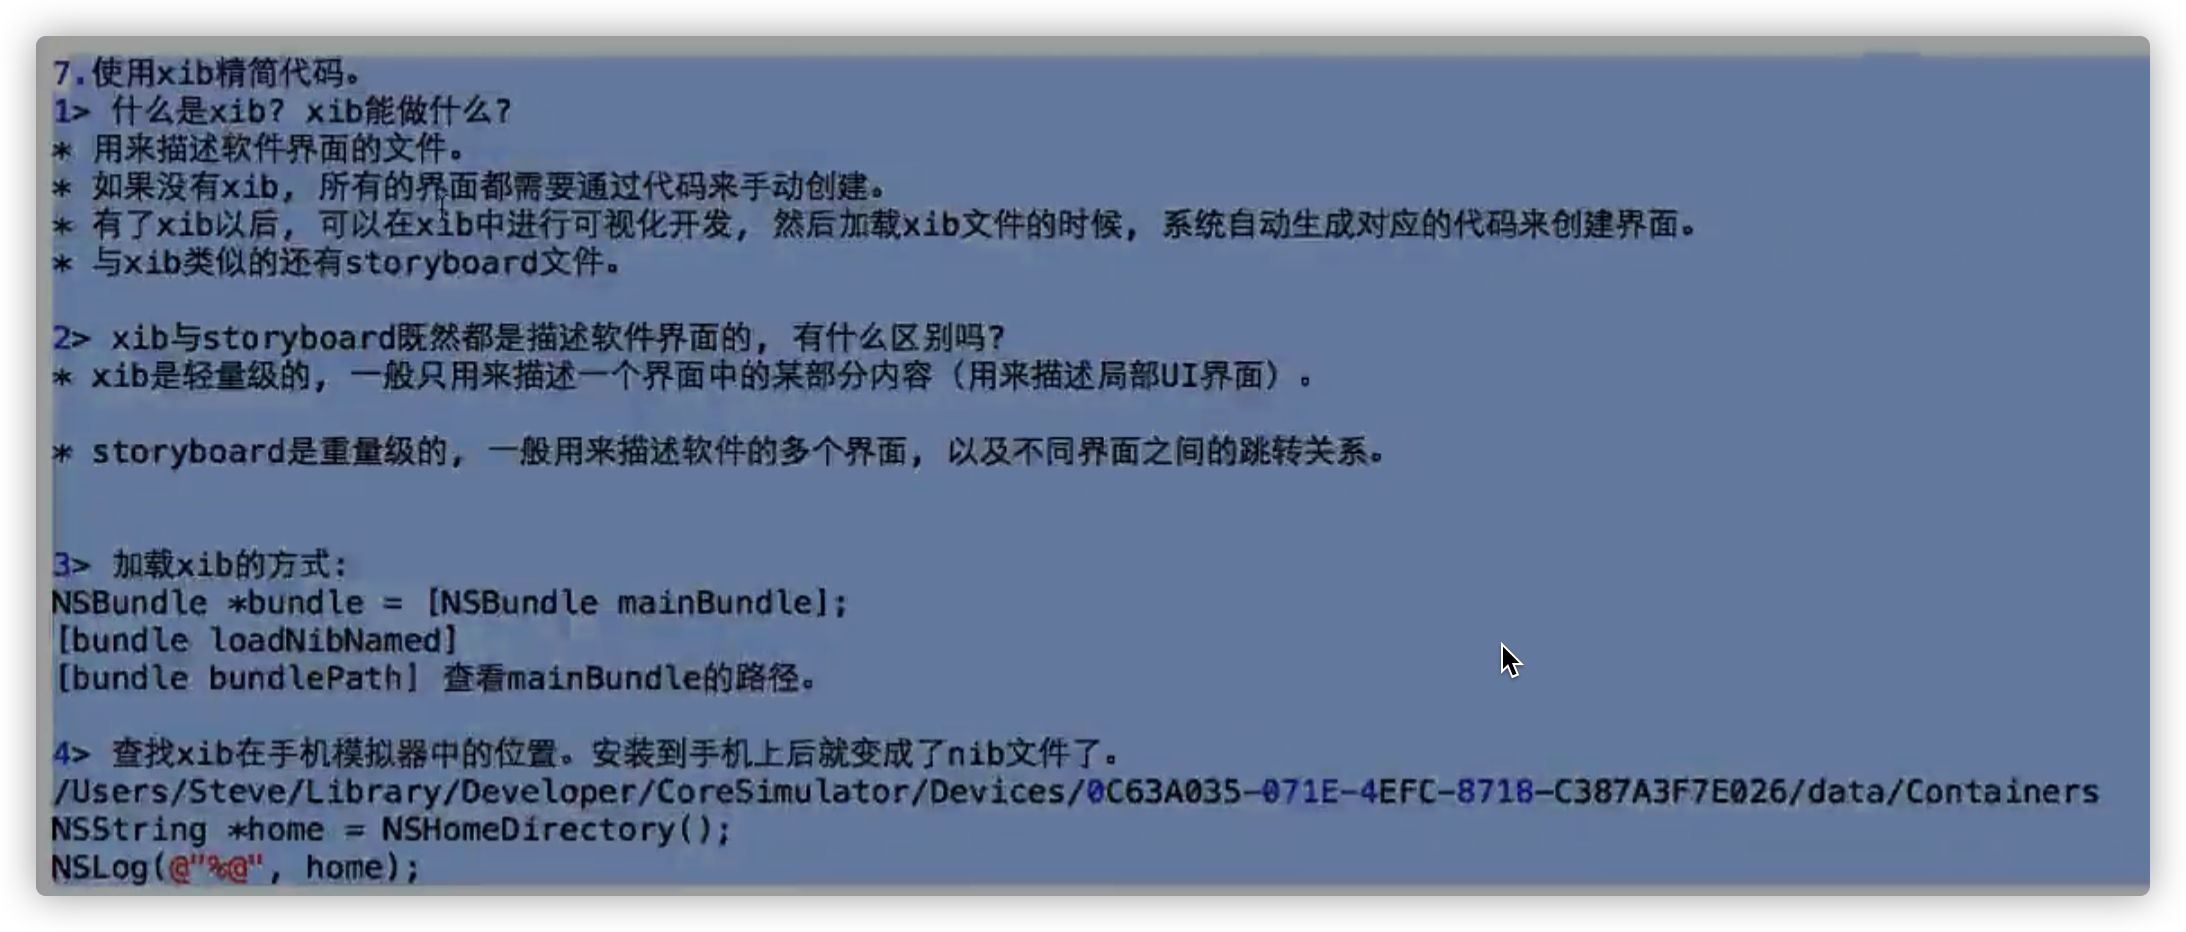 7.使用xib精简代码。
1> 什么是xib? xib能做什么?
* 用来描述软件界面的文件。
* 如果没有xib, 所有的界面都需要通过代码来手动创建。
* 有了xib以后, 可以在xib中进行可视化开发, 然后加载xib文件的时候, 系统自动生成对应的代码来创建界面。
* 与xib类似的还有storyboard文件。
2> xib与storyboard既然都是描述软件界面的, 有什么区别吗?
* xib是轻量级的, 一般只用来描述一个界面中的某部分内容（用来描述局部UI界面）。
* storyboard是重量级的, 一般用来描述软件的多个界面, 以及不同界面之间的跳转关系。
3> 加载xib的方式:
NSBundle *bundle = [NSBundle mainBundle];
[bundle loadNibNamed]
[bundle bundlePath] 查看mainBundle的路径。
4> 查找xib在手机模拟器中的位置。安装到手机上后就变成了nib文件了。
/Users/Steve/Library/Developer/CoreSimulator/Devices/0C63A035-071E-4EFC-8718-C387A3F7E026/data/Containers
NSString *home = NSHomeDirectory();
NSLog(@"%@", home);